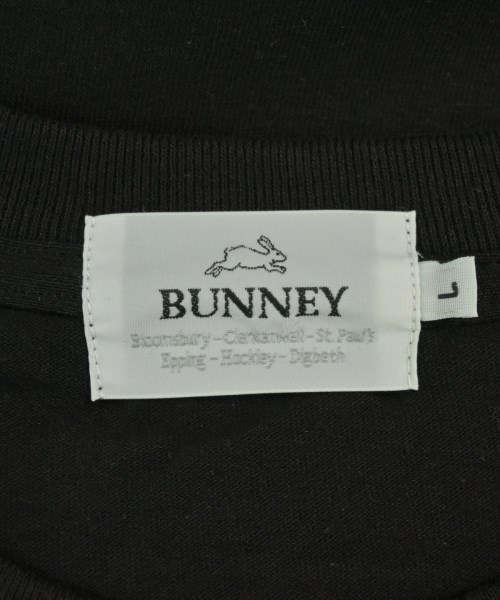 BUNNEY
Bloomsbury - Clerkenwell - St. Paul's
Epping - Hockley - Digbeth
L